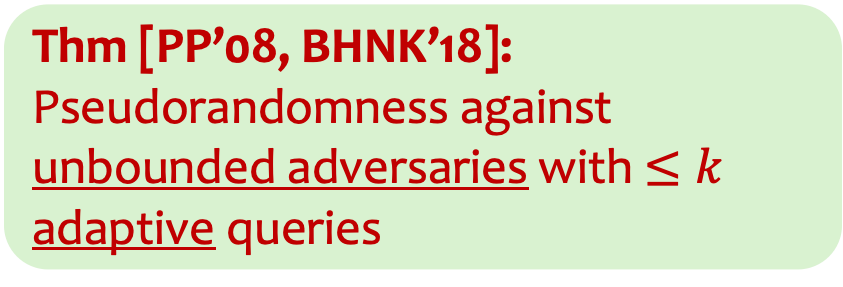 Thm [PP’08, BHNK’18]:
Pseudorandomness against
unbounded adversaries with ≤ 𝑘
adaptive queries